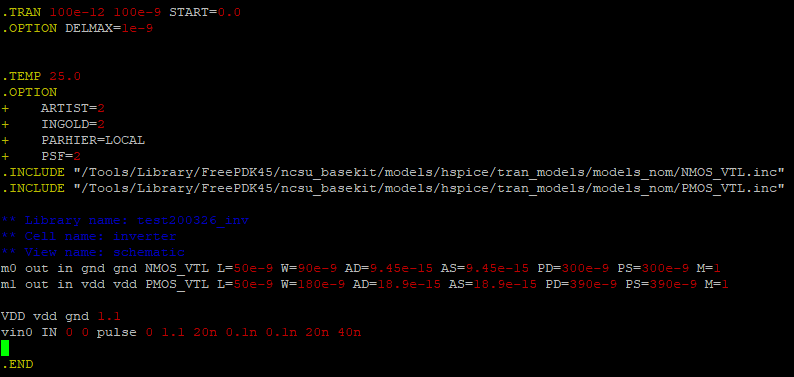 .TRAN 100e-12 100e-9 START=0.0
.OPTION DELMAX=1e-9
.TEMP 25.0
.OPTION
+ ARTIST=2
+ INGOLD=2
+ PARHIER=LOCAL
+ PSF=2
.INCLUDE "/Tools/Library/FreePDK45/ncsu_basekit/models/hspice/tran_models/models_nom/NMOS_VTL.inc"
.INCLUDE "/Tools/Library/FreePDK45/ncsu_basekit/models/hspice/tran_models/models_nom/PMOS_VTL.inc"
** Library name: test200326_inv
** Cell name: inverter
** View name: schematic
m0 out in gnd gnd NMOS_VTL L=50e-9 W=90e-9 AD=9.45e-15 AS=9.45e-15 PD=300e-9 PS=300e-9 M=1
m1 out in vdd vdd PMOS_VTL L=50e-9 W=180e-9 AD=18.9e-15 AS=18.9e-15 PD=390e-9 PS=390e-9 M=1
VDD vdd gnd 1.1
vin0 IN 0 0 pulse 0 1.1 20n 0.1n 0.1n 20n 40n
.END